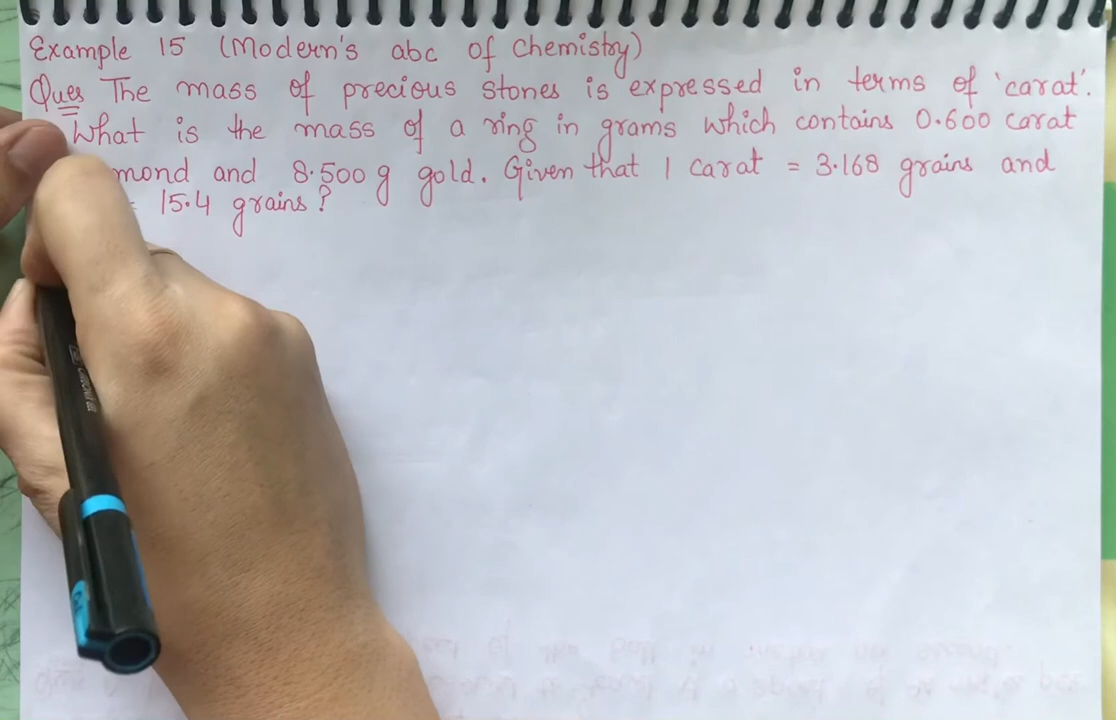 Example 15 (Modern's abc of Chemistry)
Ques The mass of precious stones is expressed in terms of 'carat'.
What is the mass of a ring in grams which contains 0.600 carat
mond and 8.500 g gold. Given that 1 carat = 3.168 grains and
= 15.4 grains?